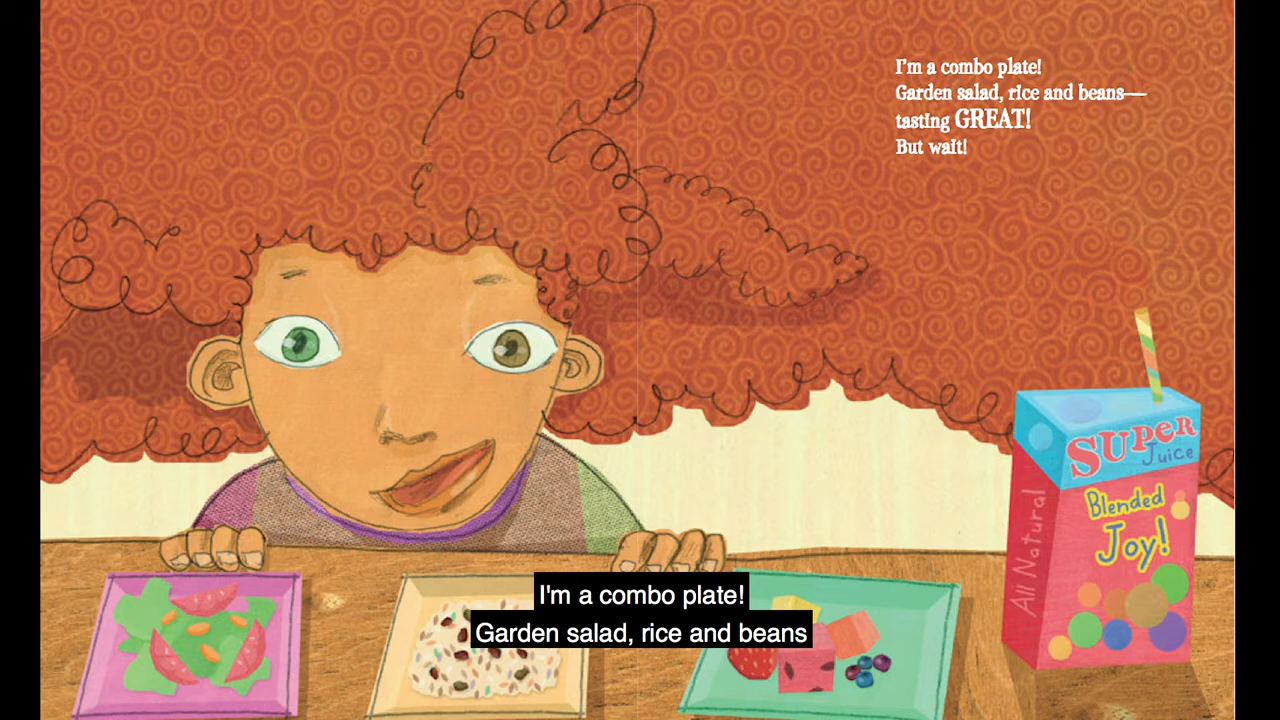 I'm a combo plate!
Garden salad, rice and beans—
tasting GREAT!
But wait!
SUPER
Juice
Blended
Joy!
All Natural
I'm a combo plate!
Garden salad, rice and beans